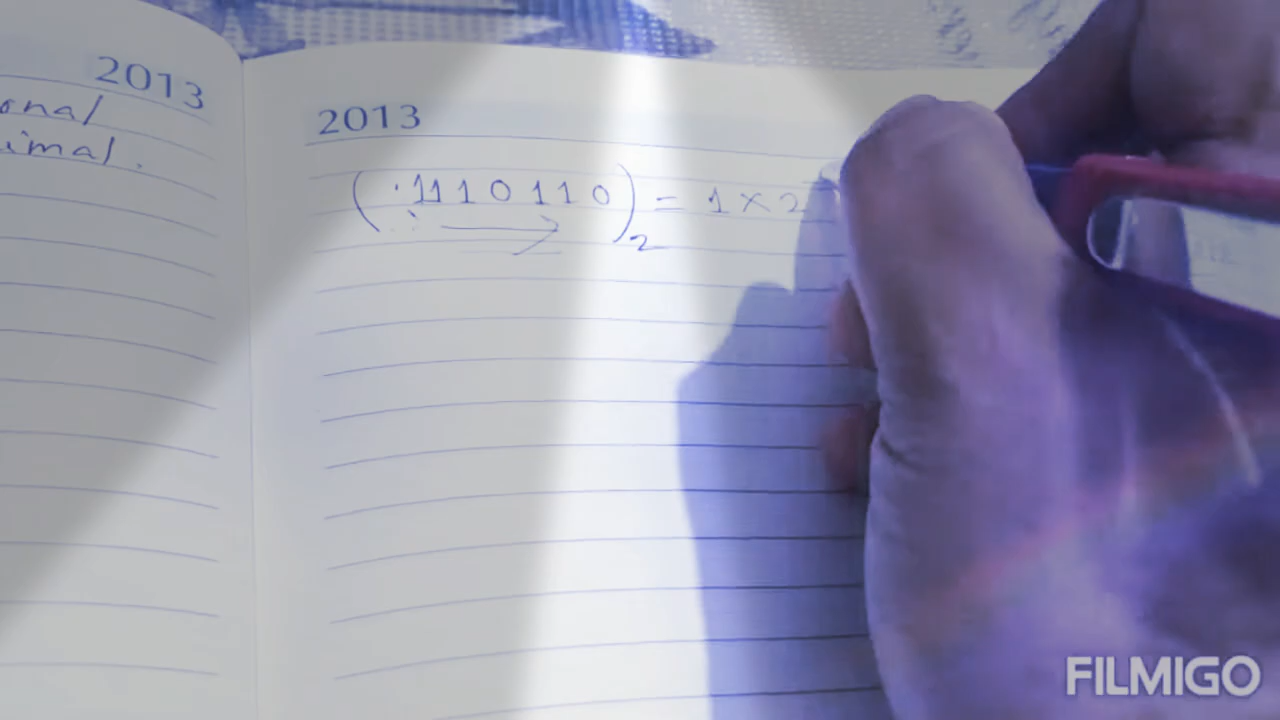 2013
onal
imal.
2013
(.1110110)₂ = 1×2
FILMIGO